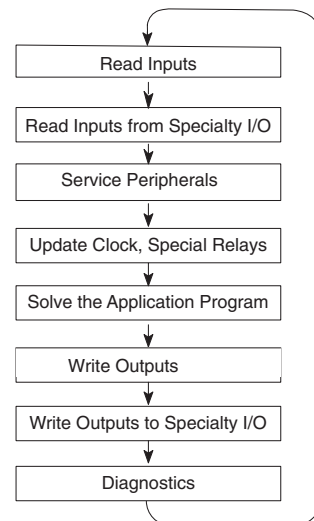 Read Inputs
Read Inputs from Specialty I/O
Service Peripherals
Update Clock, Special Relays
Solve the Application Program
Write Outputs
Write Outputs to Specialty I/O
Diagnostics